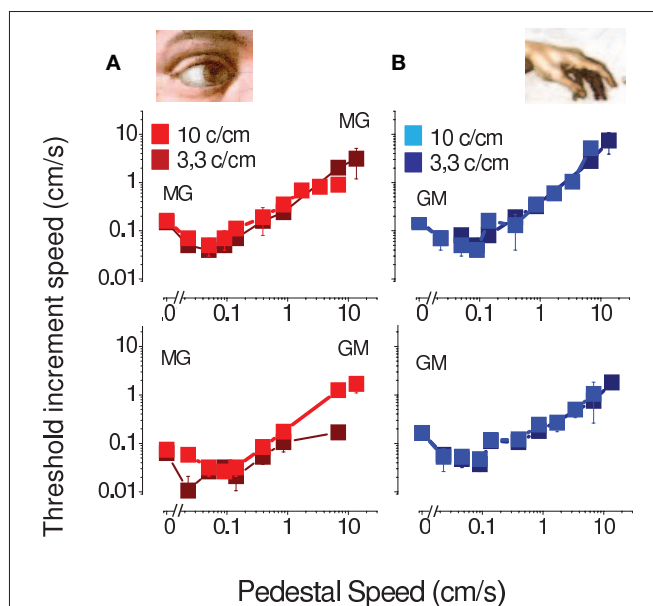 A
B
10 c/cm
3,3 c/cm
MG
MG
10 c/cm
3,3 c/cm
GM
10
1
0.1
0.01
0 0.1 1 10
0 0.1 1 10
MG
GM
GM
1
0.1
0.01
0 0.1 1 10
0 0.1 1 10
Threshold increment speed (cm/s)
Pedestal Speed (cm/s)